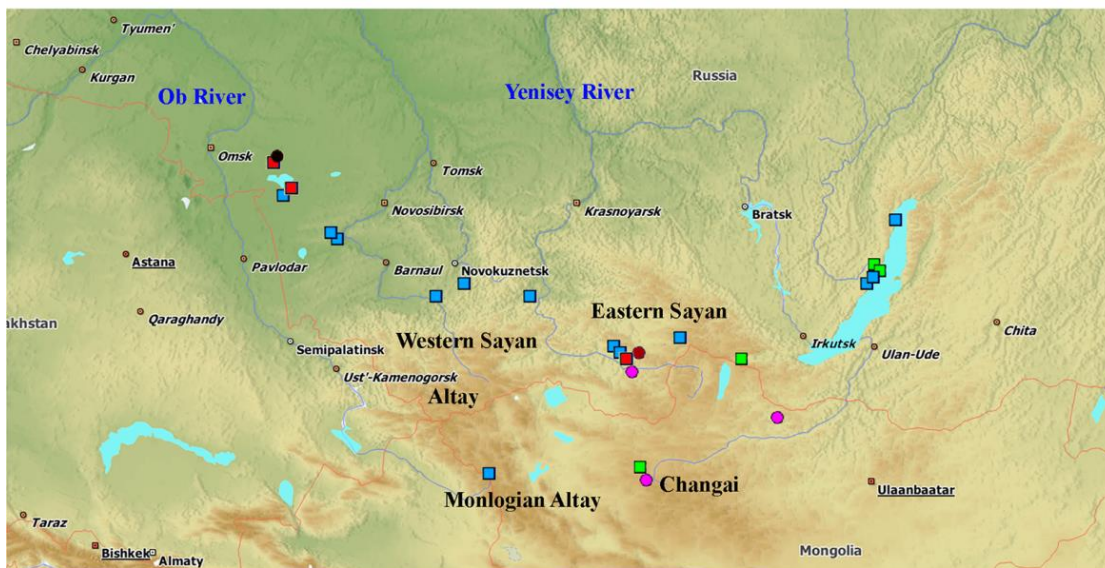 Tyumen'
Chelyabinsk
Kurgan
Russia
Ob River
Yenisey River
Omsk
Tomsk
Novosibirsk
Krasnoyarsk
Bratsk
Astana
Pavlodar
Barnaul
Novokuznetsk
Qaraghandy
akhstan
Eastern Sayan
Chita
Western Sayan
Irkutsk
Semipalatinsk
Ulan-Ude
Ust'-Kamenogorsk
Altay
Changai
Ulaanbaatar
Monlogian Altay
Taraz
Bishkek
Almaty
Mongolia